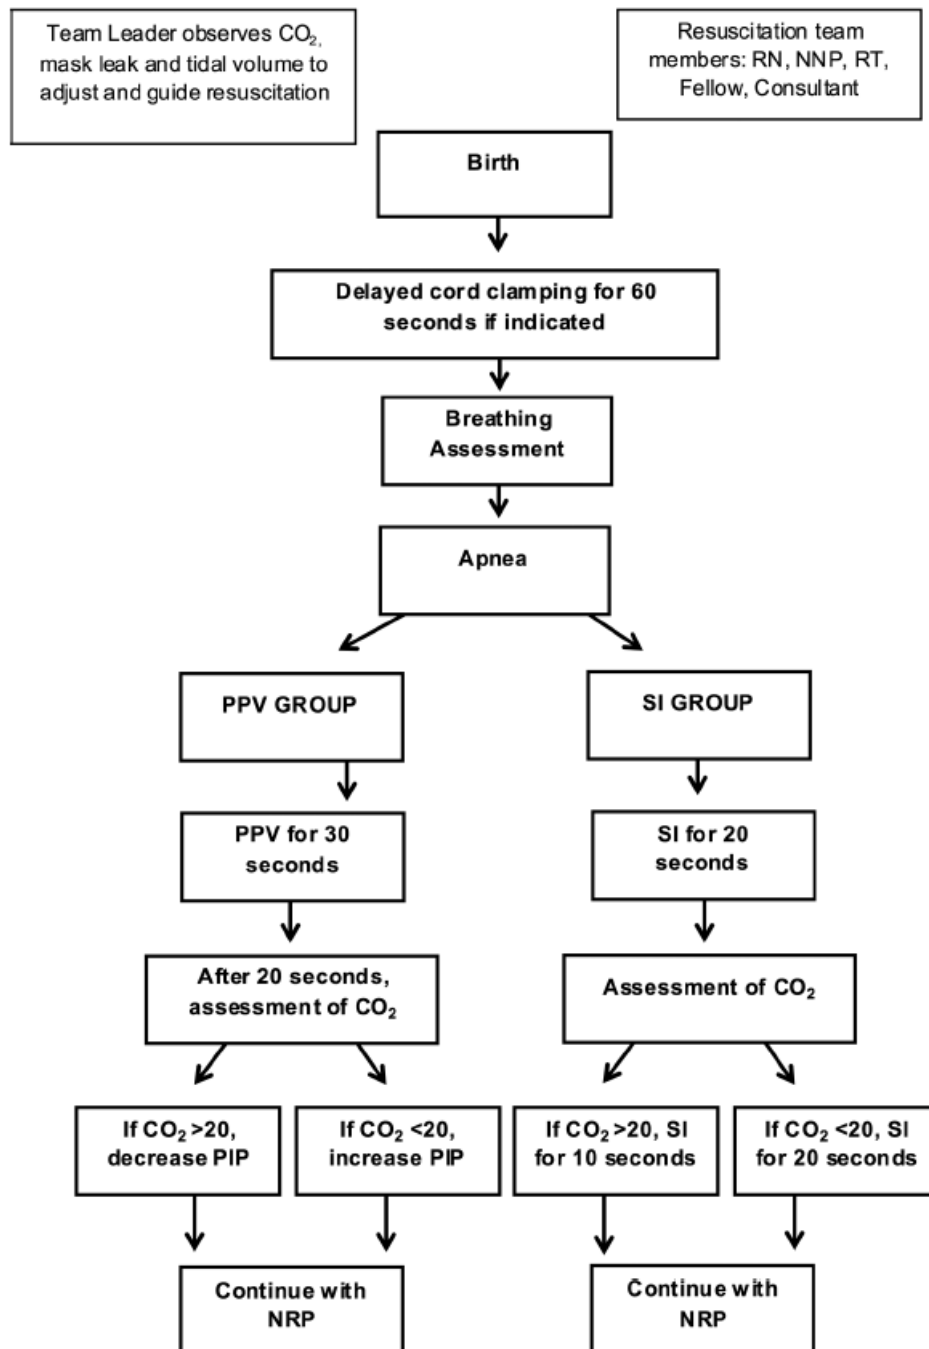 Team Leader observes CO₂,
mask leak and tidal volume to
adjust and guide resuscitation
Resuscitation team
members: RN, NNP, RT,
Fellow, Consultant
Birth
Delayed cord clamping for 60
seconds if indicated
Breathing
Assessment
Apnea
PPV GROUP
SI GROUP
PPV for 30
seconds
SI for 20
seconds
After 20 seconds,
assessment of CO₂
Assessment of CO₂
If CO₂ >20,
decrease PIP
If CO₂ <20,
increase PIP
If CO₂ >20, SI
for 10 seconds
If CO₂ <20, SI
for 20 seconds
Continue with
NRP
Continue with
NRP